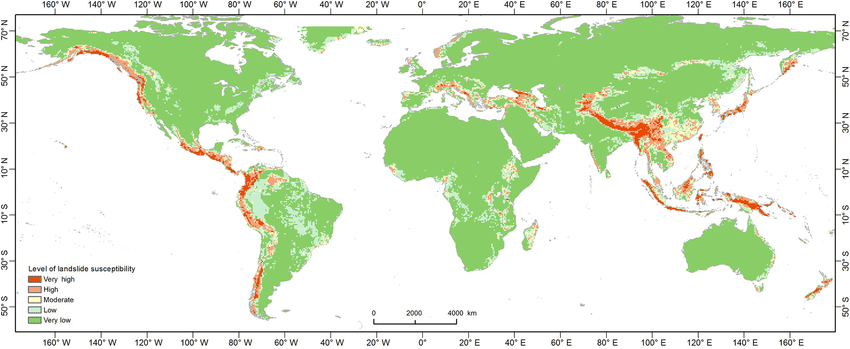 160° W 140° W 120° W 100° W 80° W 60° W 40° W 20° W 0° 20° E 40° E 60° E 80° E 100° E 120° E 140° E 160° E
70° N 70° N
50° N 50° N
30° N 30° N
10° N 10° N
10° S 10° S
30° S 30° S
50° S 50° S
Level of landslide susceptibility
Very high
High
Moderate
Low
Very low
0 2000 4000 km
160° W 140° W 120° W 100° W 80° W 60° W 40° W 20° W 0° 20° E 40° E 60° E 80° E 100° E 120° E 140° E 160° E